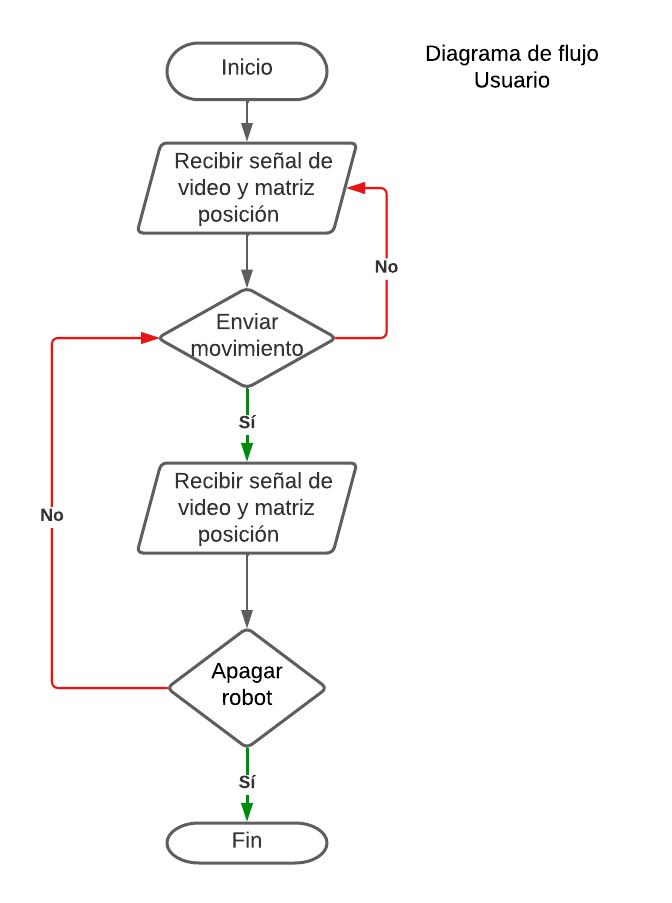 Diagrama de flujo
Usuario
Inicio
Recibir señal de
video y matriz
posición
No
Enviar
movimiento
Sí
Recibir señal de
video y matriz
posición
No
Apagar
robot
Sí
Fin